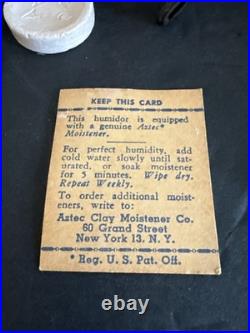 KEEP THIS CARD
This humidor is equipped
with a genuine Aztec*
Moistener.
For perfect humidity, add
cold water slowly until sat-
urated, or soak moistener
for 5 minutes. Wipe dry.
Repeat Weekly.
To order additional moist-
eners, write to:
Aztec Clay Moistener Co.
60 Grand Street
New York 13, N. Y.
* Reg. U. S. Pat. Off.